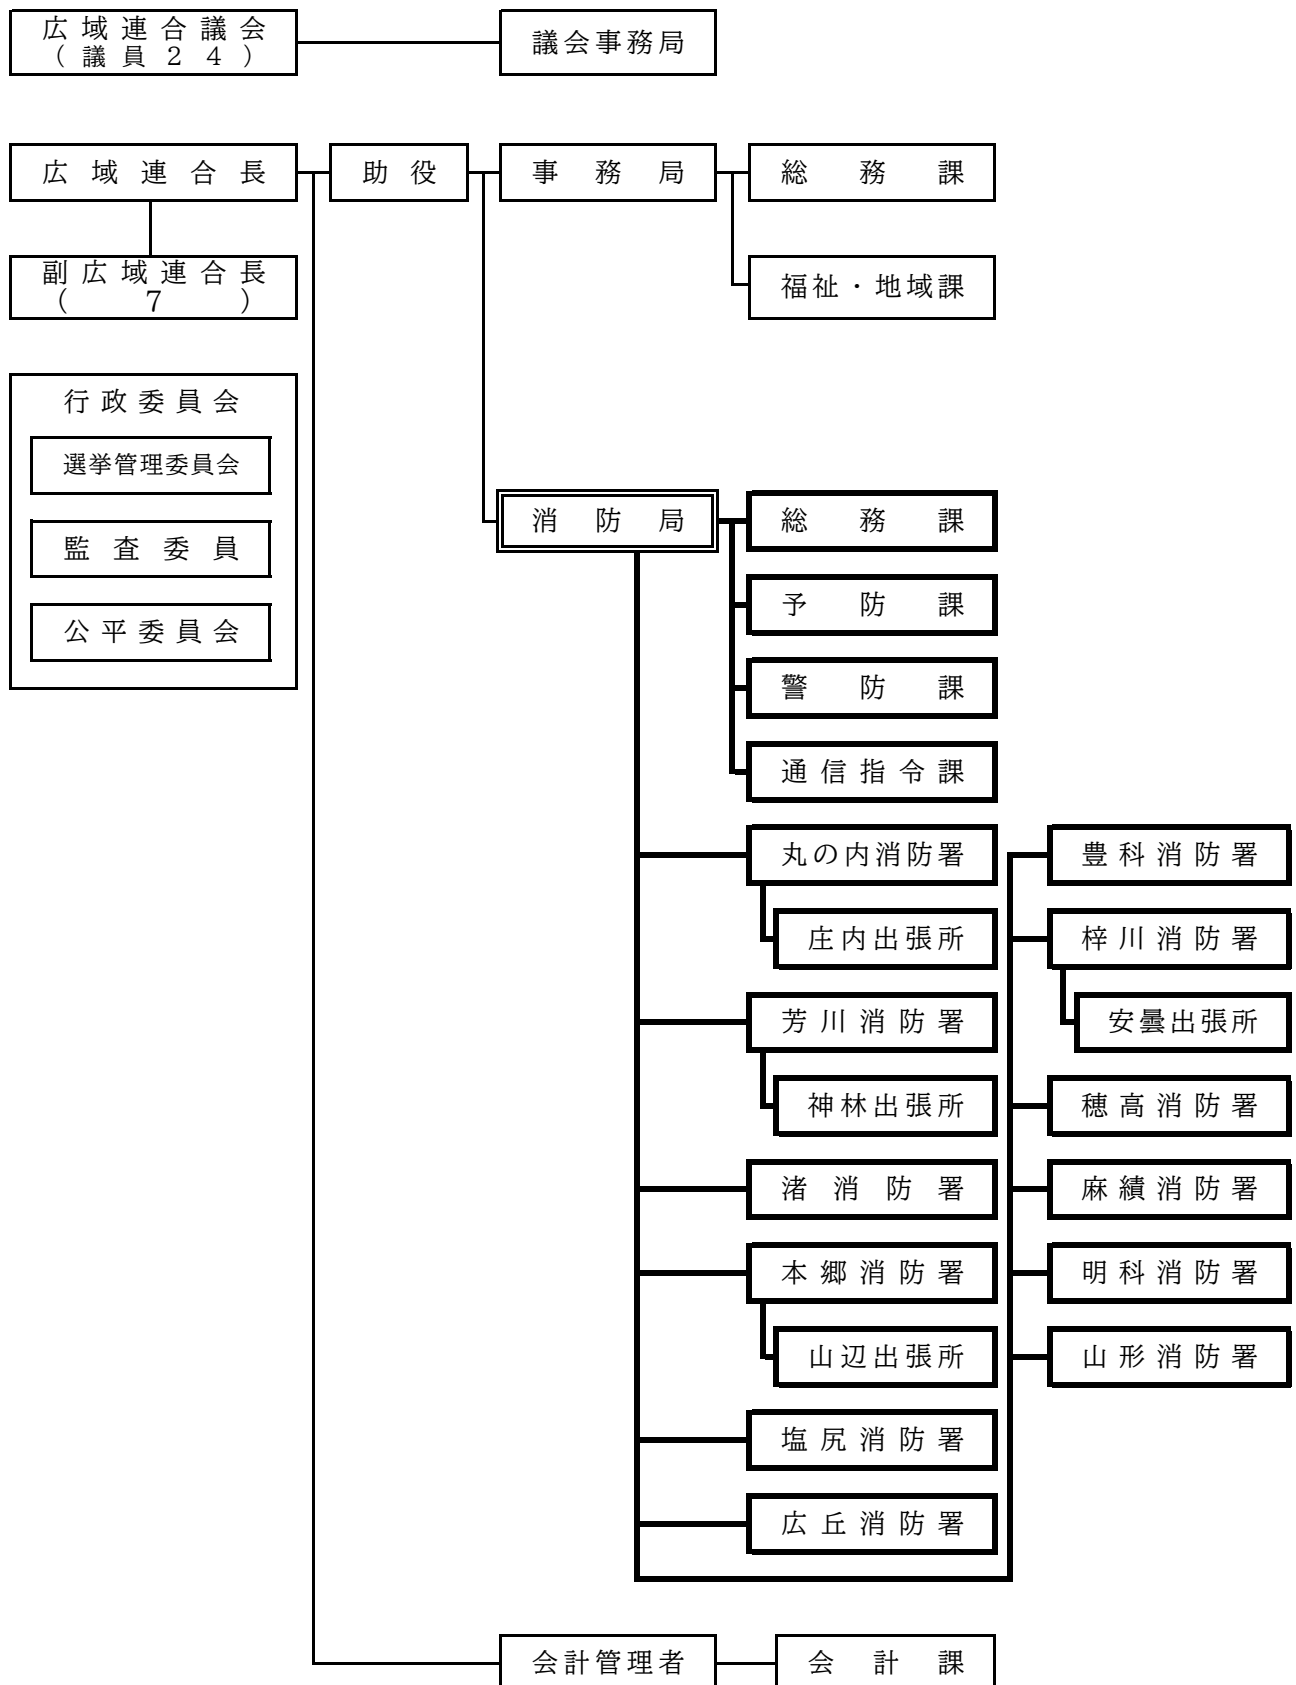 広域連合議会
(議員24)
議会事務局
広域連合長
助役
事務局
総務課
副広域連合長
(7)
福祉・地域課
行政委員会
選挙管理委員会
監査委員
公平委員会
消防局
総務課
予防課
警防課
通信指令課
丸の内消防署
豊科消防署
庄内出張所
梓川消防署
芳川消防署
安曇出張所
神林出張所
穂高消防署
渚消防署
麻績消防署
本郷消防署
明科消防署
山辺出張所
山形消防署
塩尻消防署
広丘消防署
会計管理者
会計課